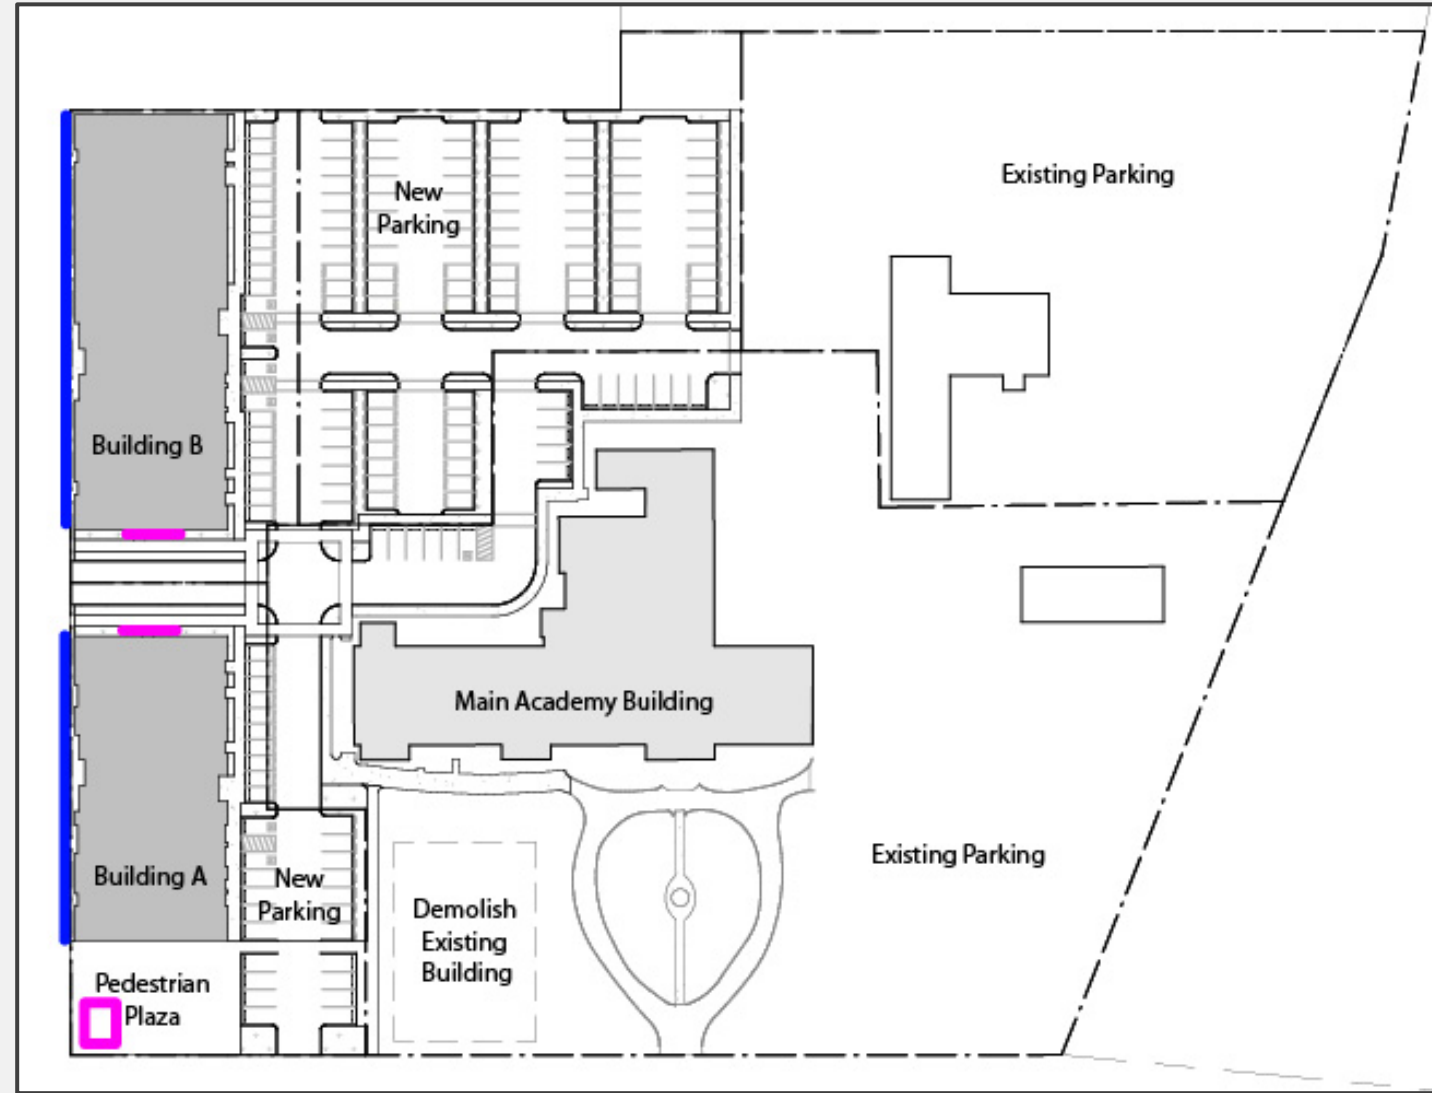 Existing Parking
New
Parking
Building B
Main Academy Building
Existing Parking
Building A
New
Parking
Demolish
Existing
Building
Pedestrian
Plaza